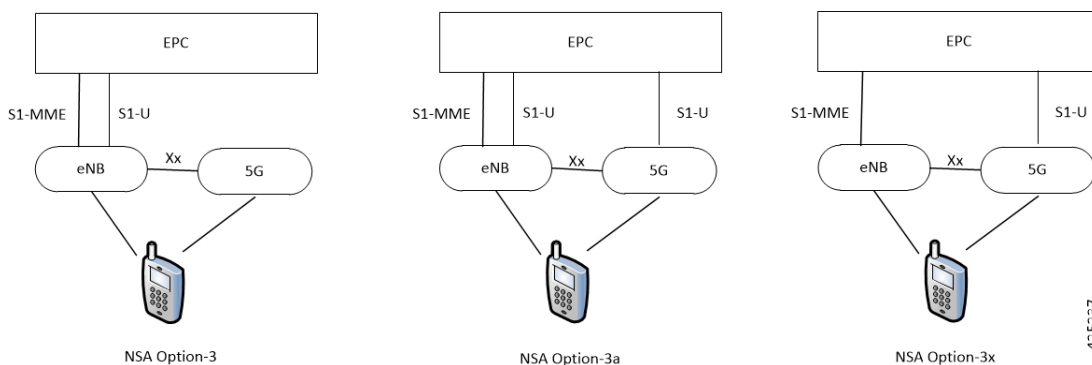 EPC
S1-MME
S1-U
eNB
Xx
5G
NSA Option-3
EPC
S1-MME
S1-U
S1-U
eNB
Xx
5G
NSA Option-3a
EPC
S1-MME
S1-U
eNB
Xx
5G
NSA Option-3x